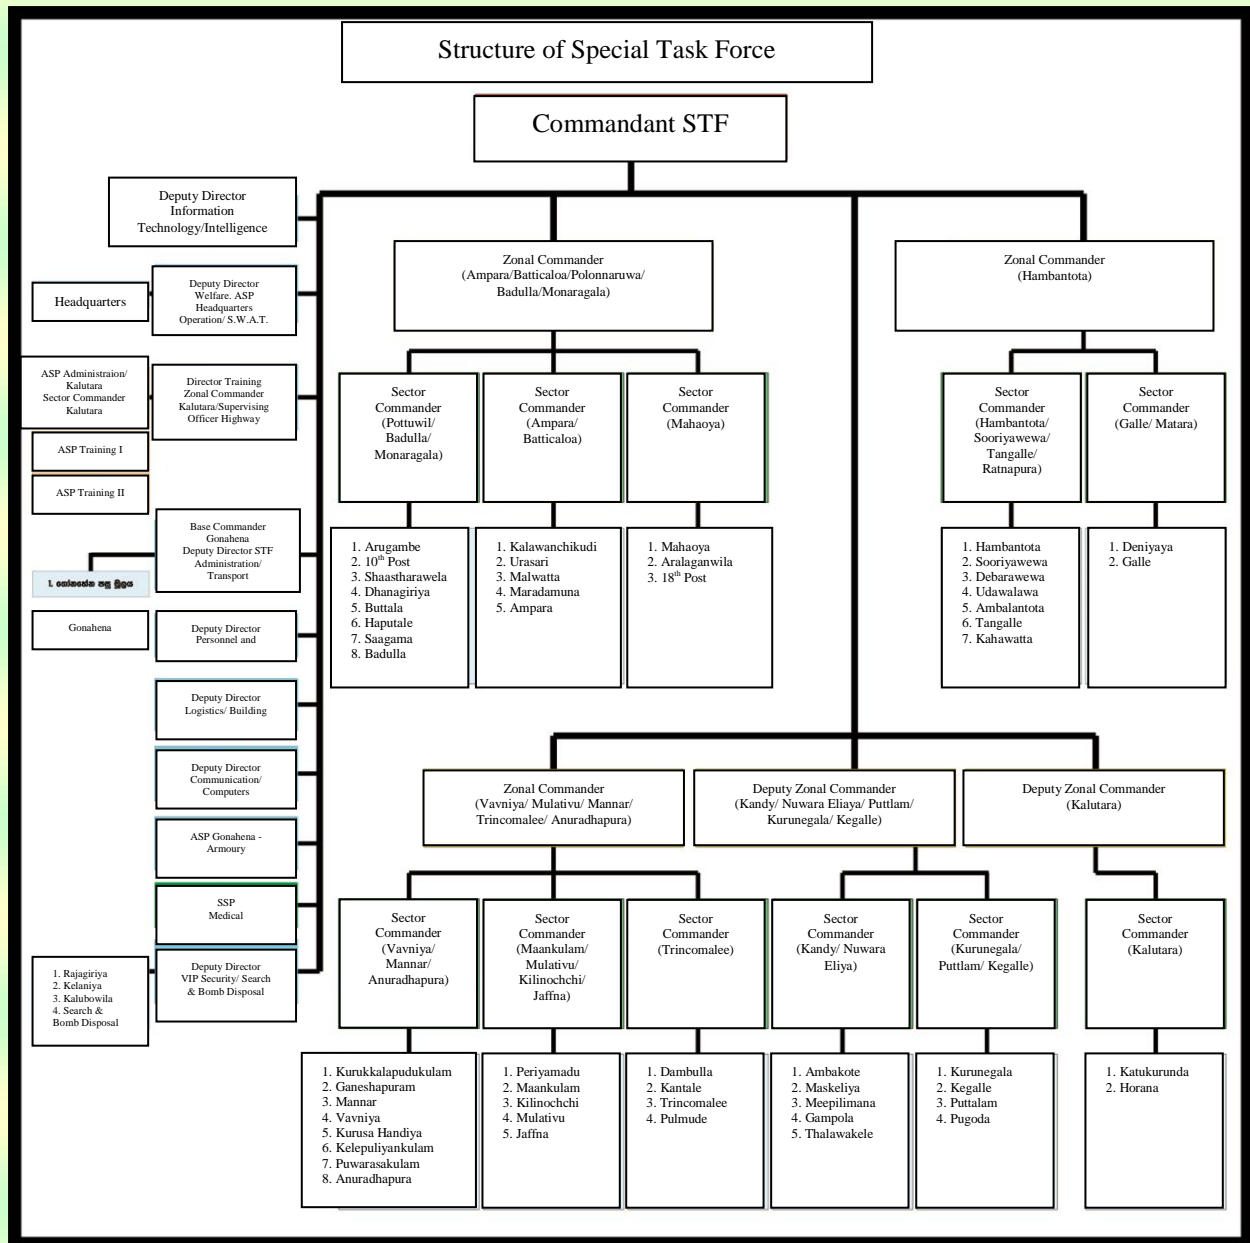 Structure of Special Task Force
Commandant STF
Deputy Director
Information
Technology/Intelligence
Headquarters
Deputy Director
Welfare. ASP
Headquarters
Operation/ S.W.A.T.
ASP Administraion/
Kalutara
Sector Commander
Kalutara
Director Training
Zonal Commander
Kalutara/Supervising
Officer Highway
ASP Training I
ASP Training II
Base Commander
Gonahena
Deputy Director STF
Administration/
Transport
1. ගෝනහේන පසු මූලය
Gonahena
Deputy Director
Personnel and
Deputy Director
Logistics/ Building
Deputy Director
Communication/
Computers
ASP Gonahena -
Armoury
SSP
Medical
1. Rajagiriya
2. Kelaniya
3. Kalubowila
4. Search &
Bomb Disposal
Deputy Director
VIP Security/ Search
& Bomb Disposal
Zonal Commander
(Ampara/Batticaloa/Polonnaruwa/
Badulla/Monaragala)
Sector
Commander
(Pottuwil/
Badulla/
Monaragala)
Sector
Commander
(Ampara/
Batticaloa)
Sector
Commander
(Mahaoya)
1. Arugambe
2. 10th Post
3. Shaastharawela
4. Dhanagiriya
5. Buttala
6. Haputale
7. Saagama
8. Badulla
1. Kalawanchikudi
2. Urasari
3. Malwatta
4. Maradamuna
5. Ampara
1. Mahaoya
2. Aralaganwila
3. 18th Post
Zonal Commander
(Hambantota)
Sector
Commander
(Hambantota/
Sooriyawewa/
Tangalle/
Ratnapura)
Sector
Commander
(Galle/ Matara)
1. Hambantota
2. Sooriyawewa
3. Debarawewa
4. Udawalawa
5. Ambalantota
6. Tangalle
7. Kahawatta
1. Deniyaya
2. Galle
Zonal Commander
(Vavniya/ Mulativu/ Mannar/
Trincomalee/ Anuradhapura)
Deputy Zonal Commander
(Kandy/ Nuwara Eliaya/ Puttlam/
Kurunegala/ Kegalle)
Deputy Zonal Commander
(Kalutara)
Sector
Commander
(Vavniya/
Mannar/
Anuradhapura)
Sector
Commander
(Maankulam/
Mulativu/
Kilinochchi/
Jaffna)
Sector
Commander
(Trincomalee)
Sector
Commander
(Kandy/ Nuwara
Eliya)
Sector
Commander
(Kurunegala/
Puttlam/ Kegalle)
Sector
Commander
(Kalutara)
1. Kurukkalapudukulam
2. Ganeshapuram
3. Mannar
4. Vavniya
5. Kurusa Handiya
6. Kelepuliyankulam
7. Puwarasakulam
8. Anuradhapura
1. Periyamadu
2. Maankulam
3. Kilinochchi
4. Mulativu
5. Jaffna
1. Dambulla
2. Kantale
3. Trincomalee
4. Pulmude
1. Ambakote
2. Maskeliya
3. Meepilimana
4. Gampola
5. Thalawakele
1. Kurunegala
2. Kegalle
3. Puttalam
4. Pugoda
1. Katukurunda
2. Horana